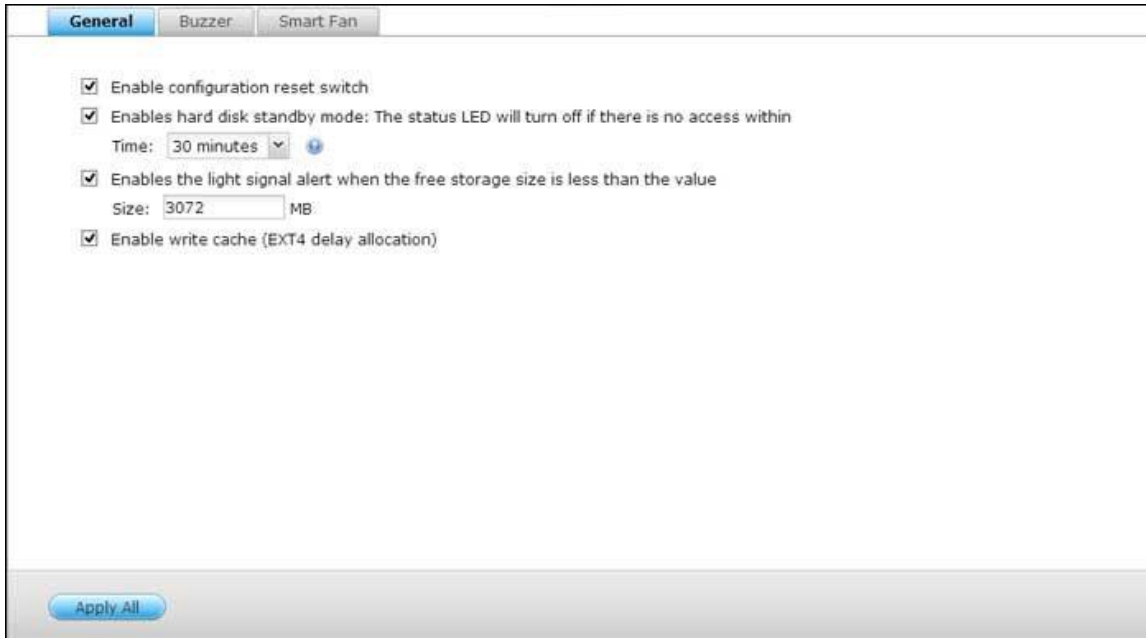 General Buzzer Smart Fan
Enable configuration reset switch
Enables hard disk standby mode: The status LED will turn off if there is no access within
Time: 30 minutes
Enables the light signal alert when the free storage size is less than the value
Size: 3072 MB
Enable write cache (EXT4 delay allocation)
Apply All